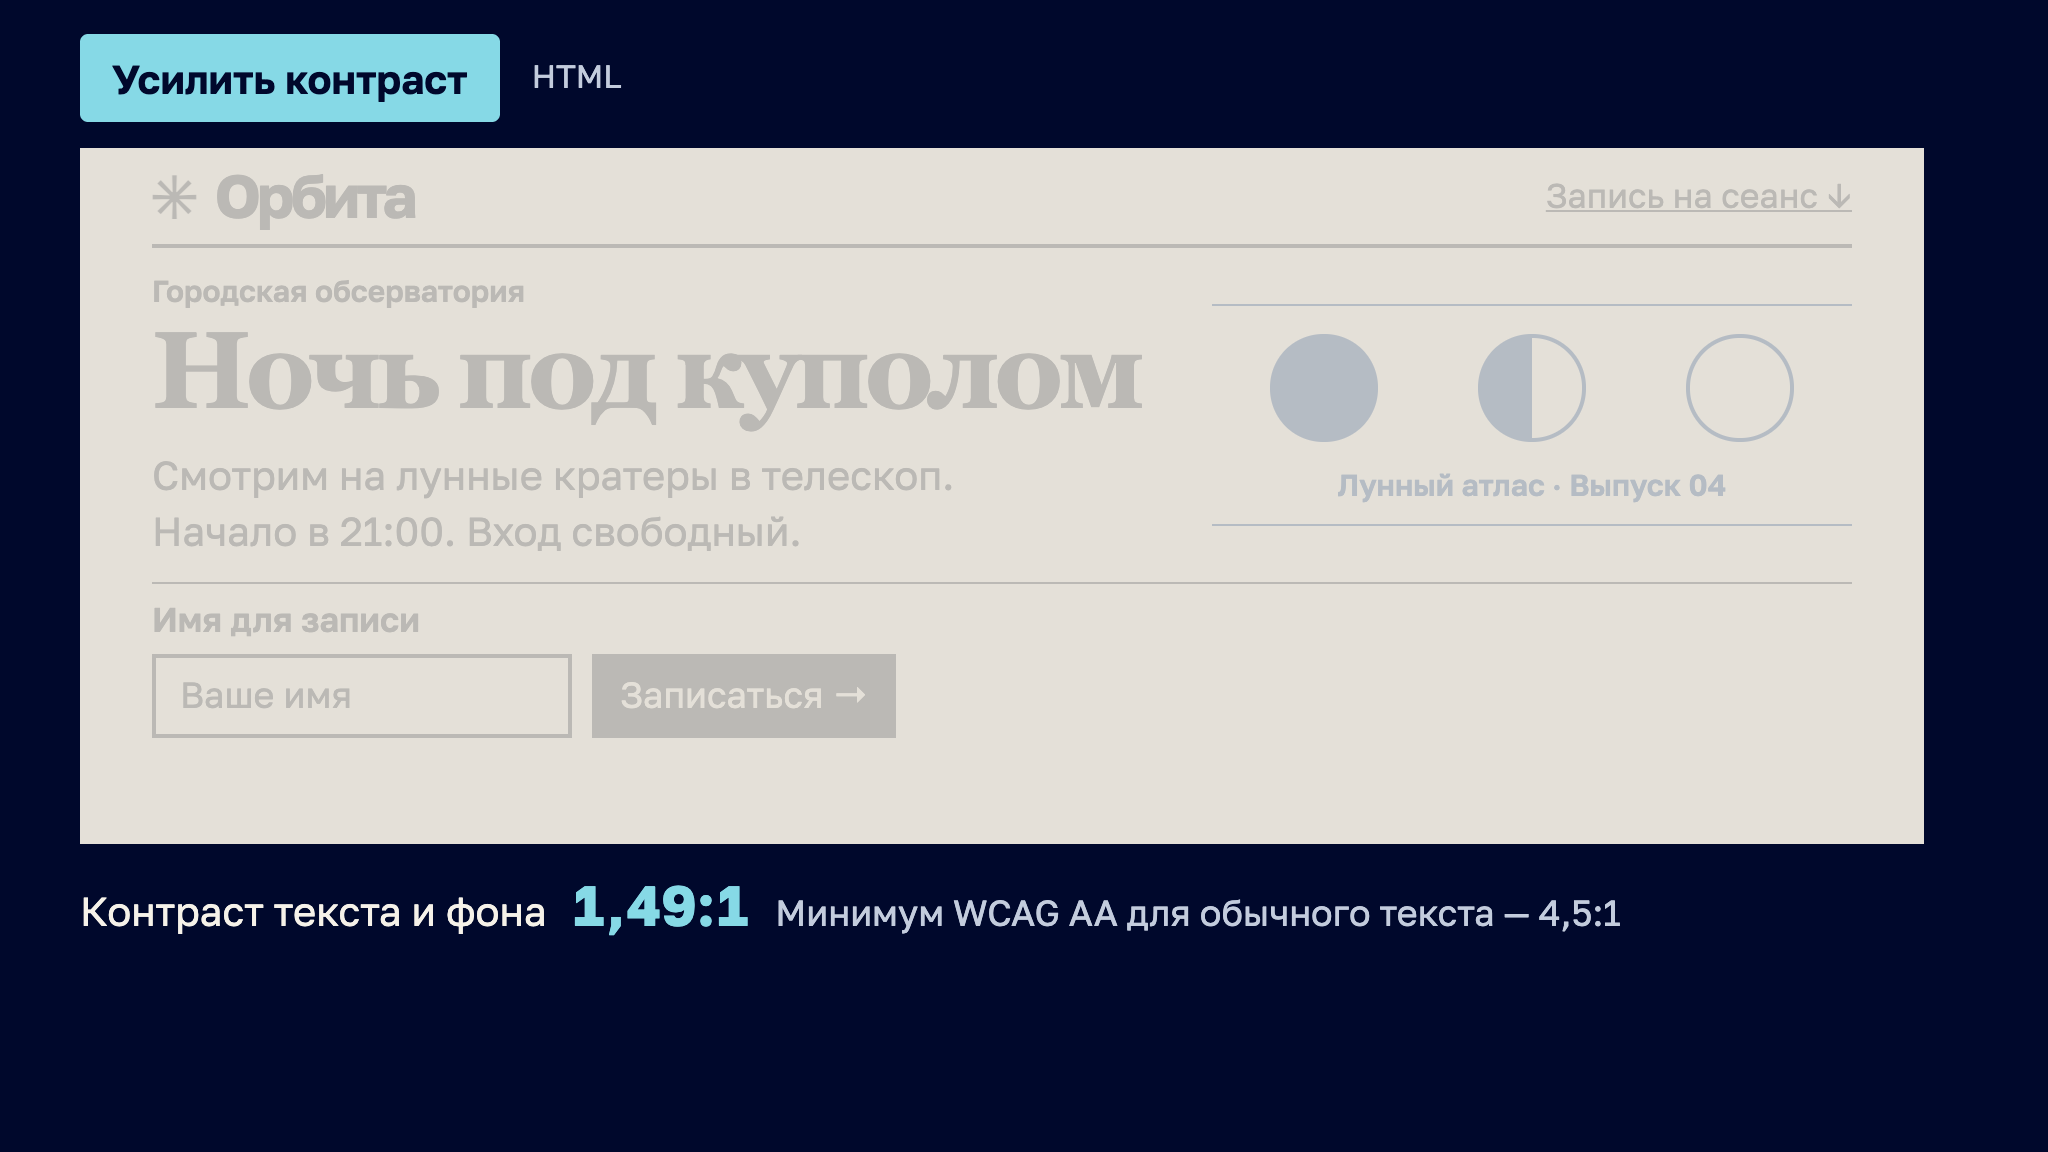 Усилить контраст HTML
✳ Орбита
Запись на сеанс ↓
Городская обсерватория
Ночь под куполом
Смотрим на лунные кратеры в телескоп.
Начало в 21:00. Вход свободный.
Лунный атлас · Выпуск 04
Имя для записи
Ваше имя
Записаться →
Контраст текста и фона 1,49:1 Минимум WCAG AA для обычного текста — 4,5:1